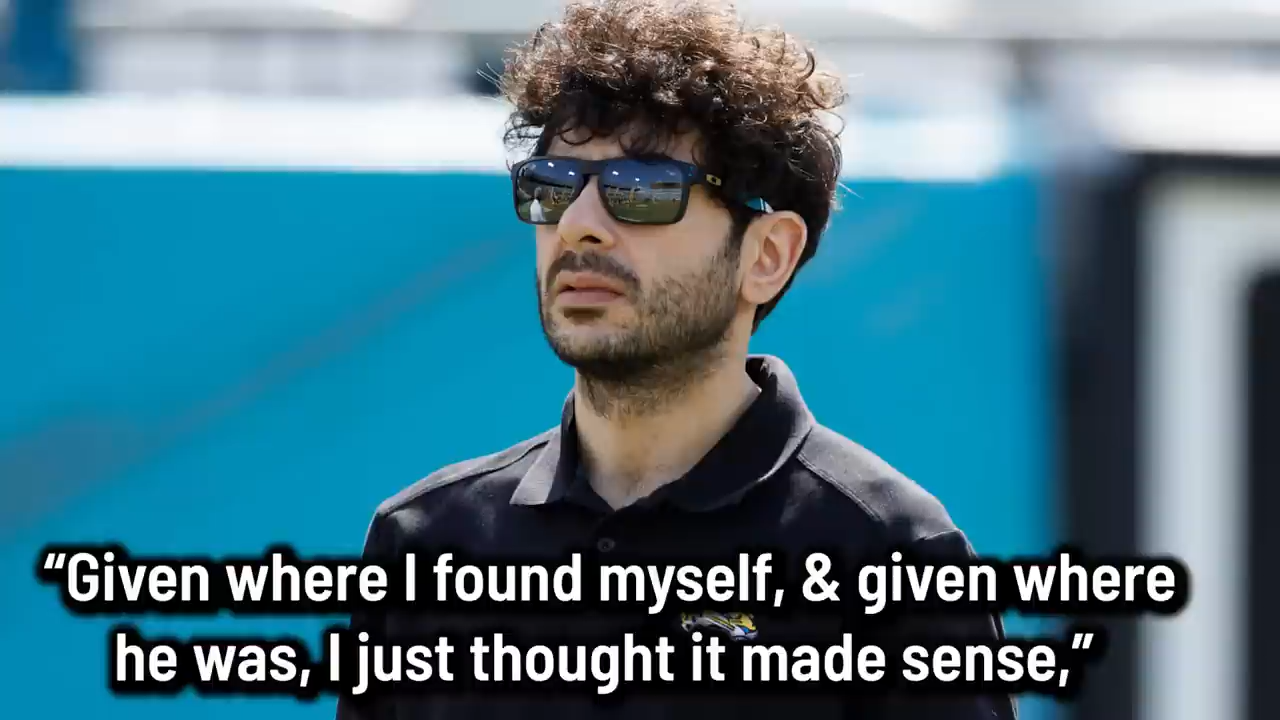 “Given where I found myself, & given where
he was, I just thought it made sense,”